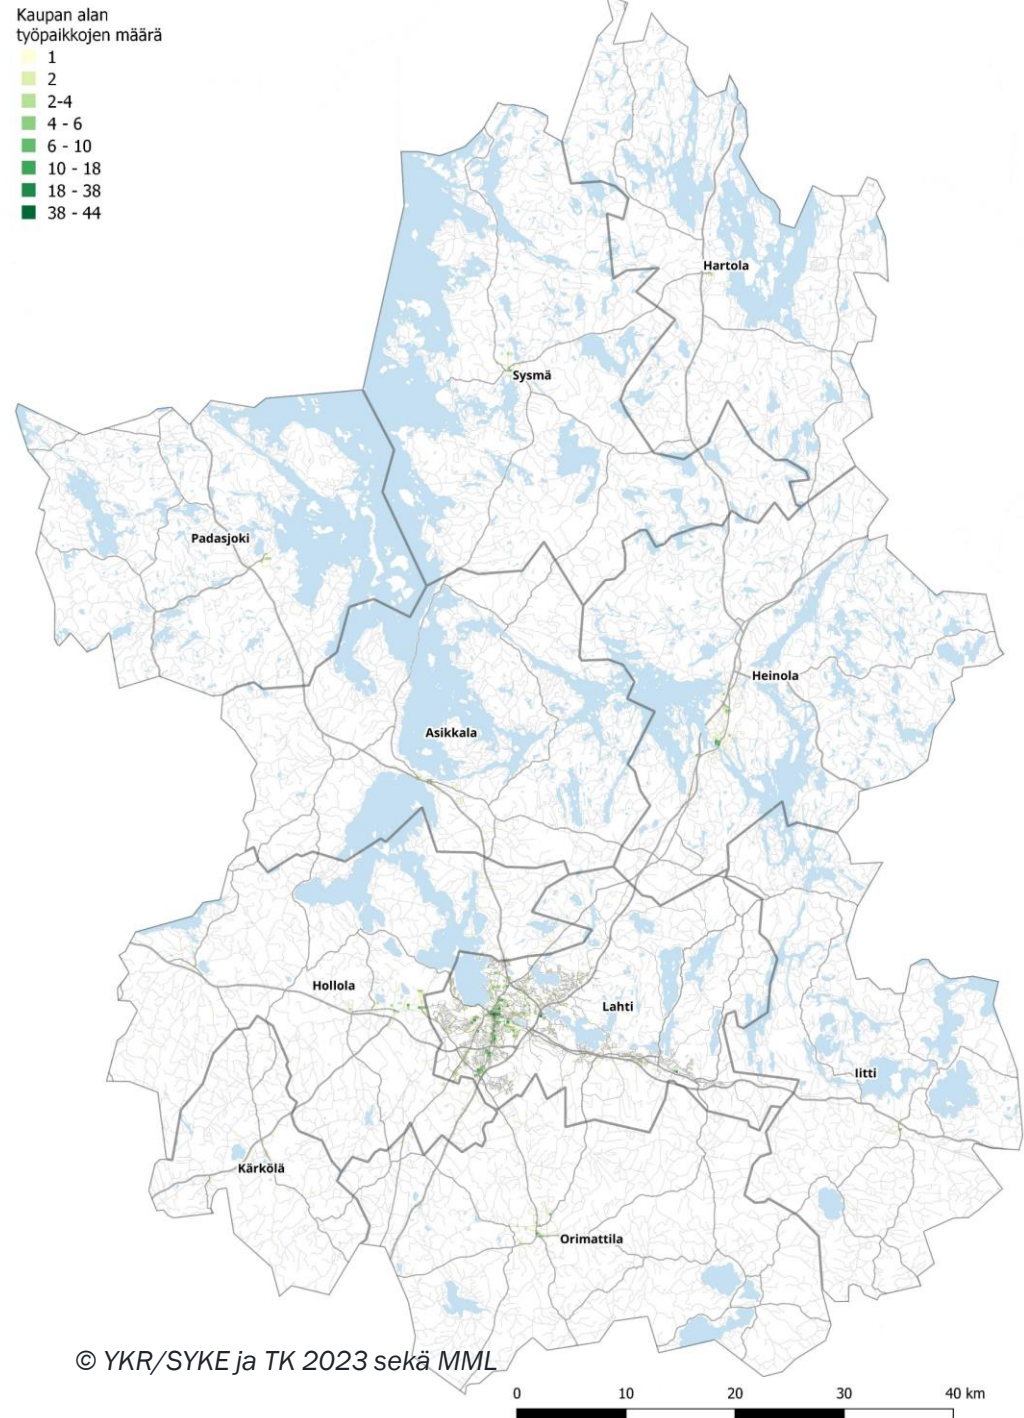 Kaupan alan
työpaikkojen määrä
1
2
2-4
4 - 6
6 - 10
10 - 18
18 - 38
38 - 44
Hartola
Sysmä
Padasjoki
Heinola
Asikkala
Hollola
Lahti
Iitti
Kärkölä
Orimattila
© YKR/SYKE ja TK 2023 sekä MML
0 10 20 30 40 km